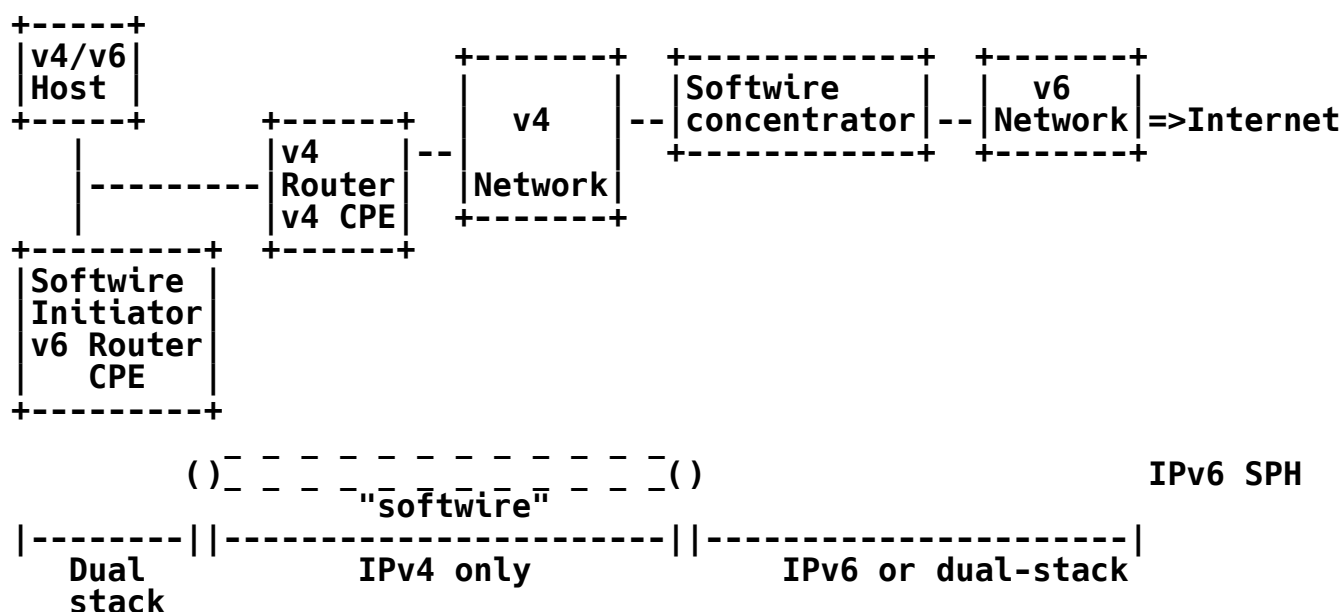 v4/v6
Host
v4
Router
v4 CPE
v4
Network
Softwire
concentrator
v6
Network
=>Internet
Softwire
Initiator
v6 Router
CPE
"softwire"
IPv6 SPH
Dual
stack
IPv4 only
IPv6 or dual-stack